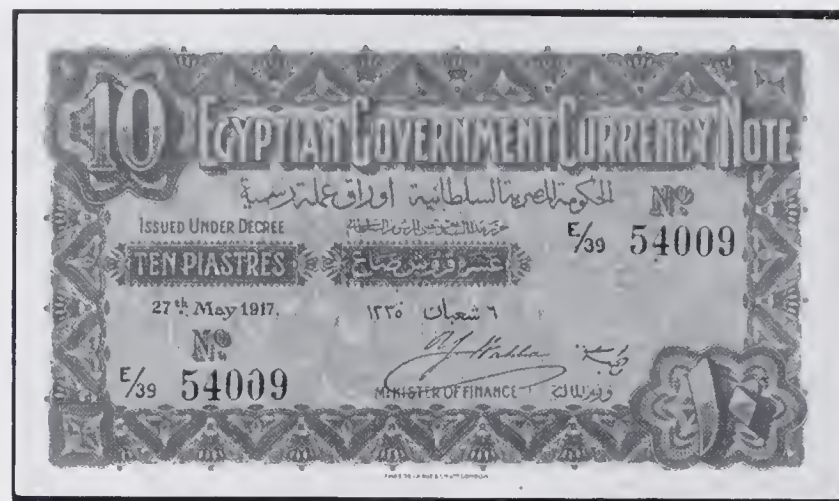 10
EGYPTIAN GOVERNMENT CURRENCY NOTE
الحكومة المصرية السلطانية اوراق عملة رسمية
Nº
E/39 54009
ISSUED UNDER DECREE
TEN PIASTRES
عشرة قروش صاغ
27th May 1917.
٦ شعبان ١٣٣٥
Nº
E/39 54009
MINISTER OF FINANCE
وزير المالية
١٠